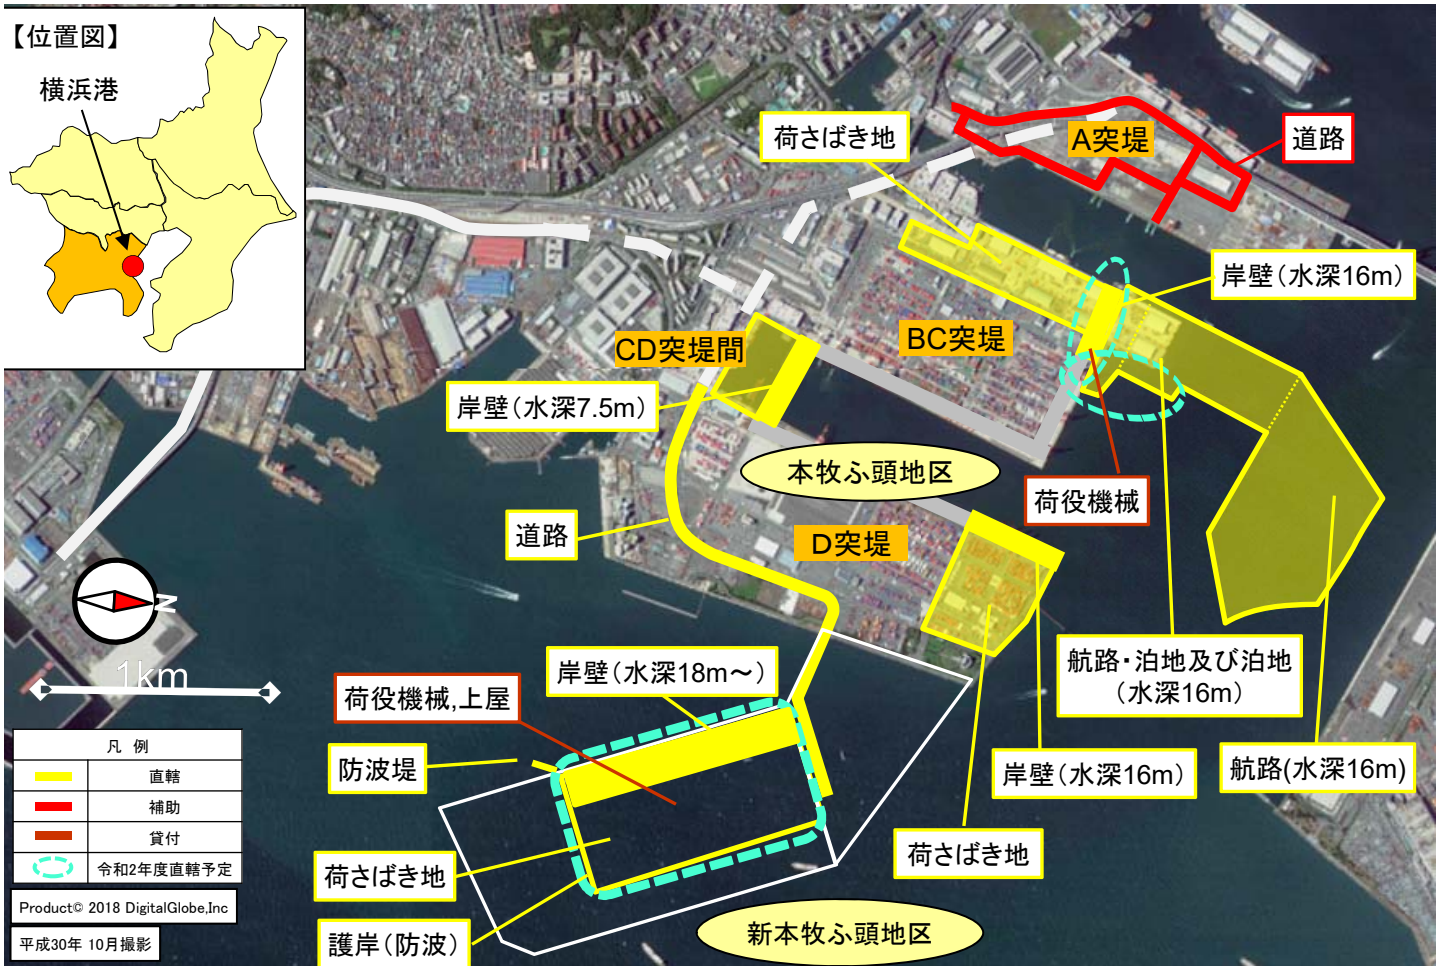 【位置図】
横浜港
荷さばき地
A突堤
道路
岸壁(水深16m)
BC突堤
CD突堤間
岸壁(水深7.5m)
本牧ふ頭地区
荷役機械
道路
D突堤
N
1km
岸壁(水深18m～)
航路・泊地及び泊地
(水深16m)
荷役機械,上屋
防波堤
岸壁(水深16m)
航路(水深16m)
荷さばき地
荷さばき地
護岸(防波)
新本牧ふ頭地区
凡 例
直轄
補助
貸付
令和2年度直轄予定
Product© 2018 DigitalGlobe,Inc
平成30年 10月撮影